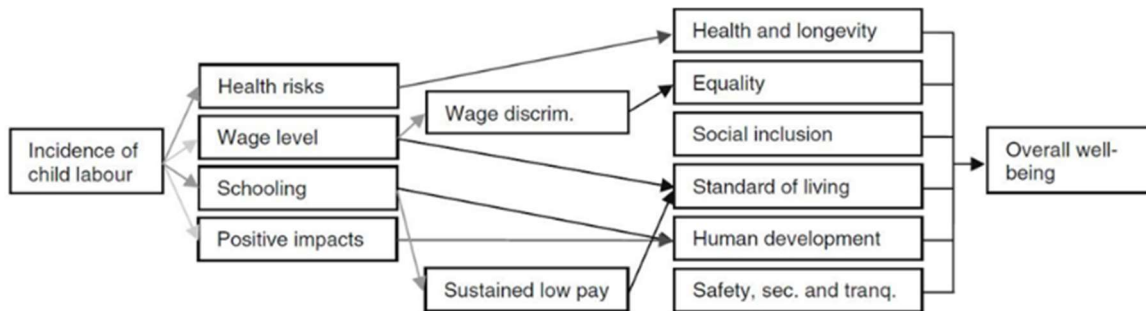 Incidence of
child labour
Health risks
Wage level
Schooling
Positive impacts
Wage discrim.
Sustained low pay
Health and longevity
Equality
Social inclusion
Standard of living
Human development
Safety, sec. and tranq.
Overall well-
being